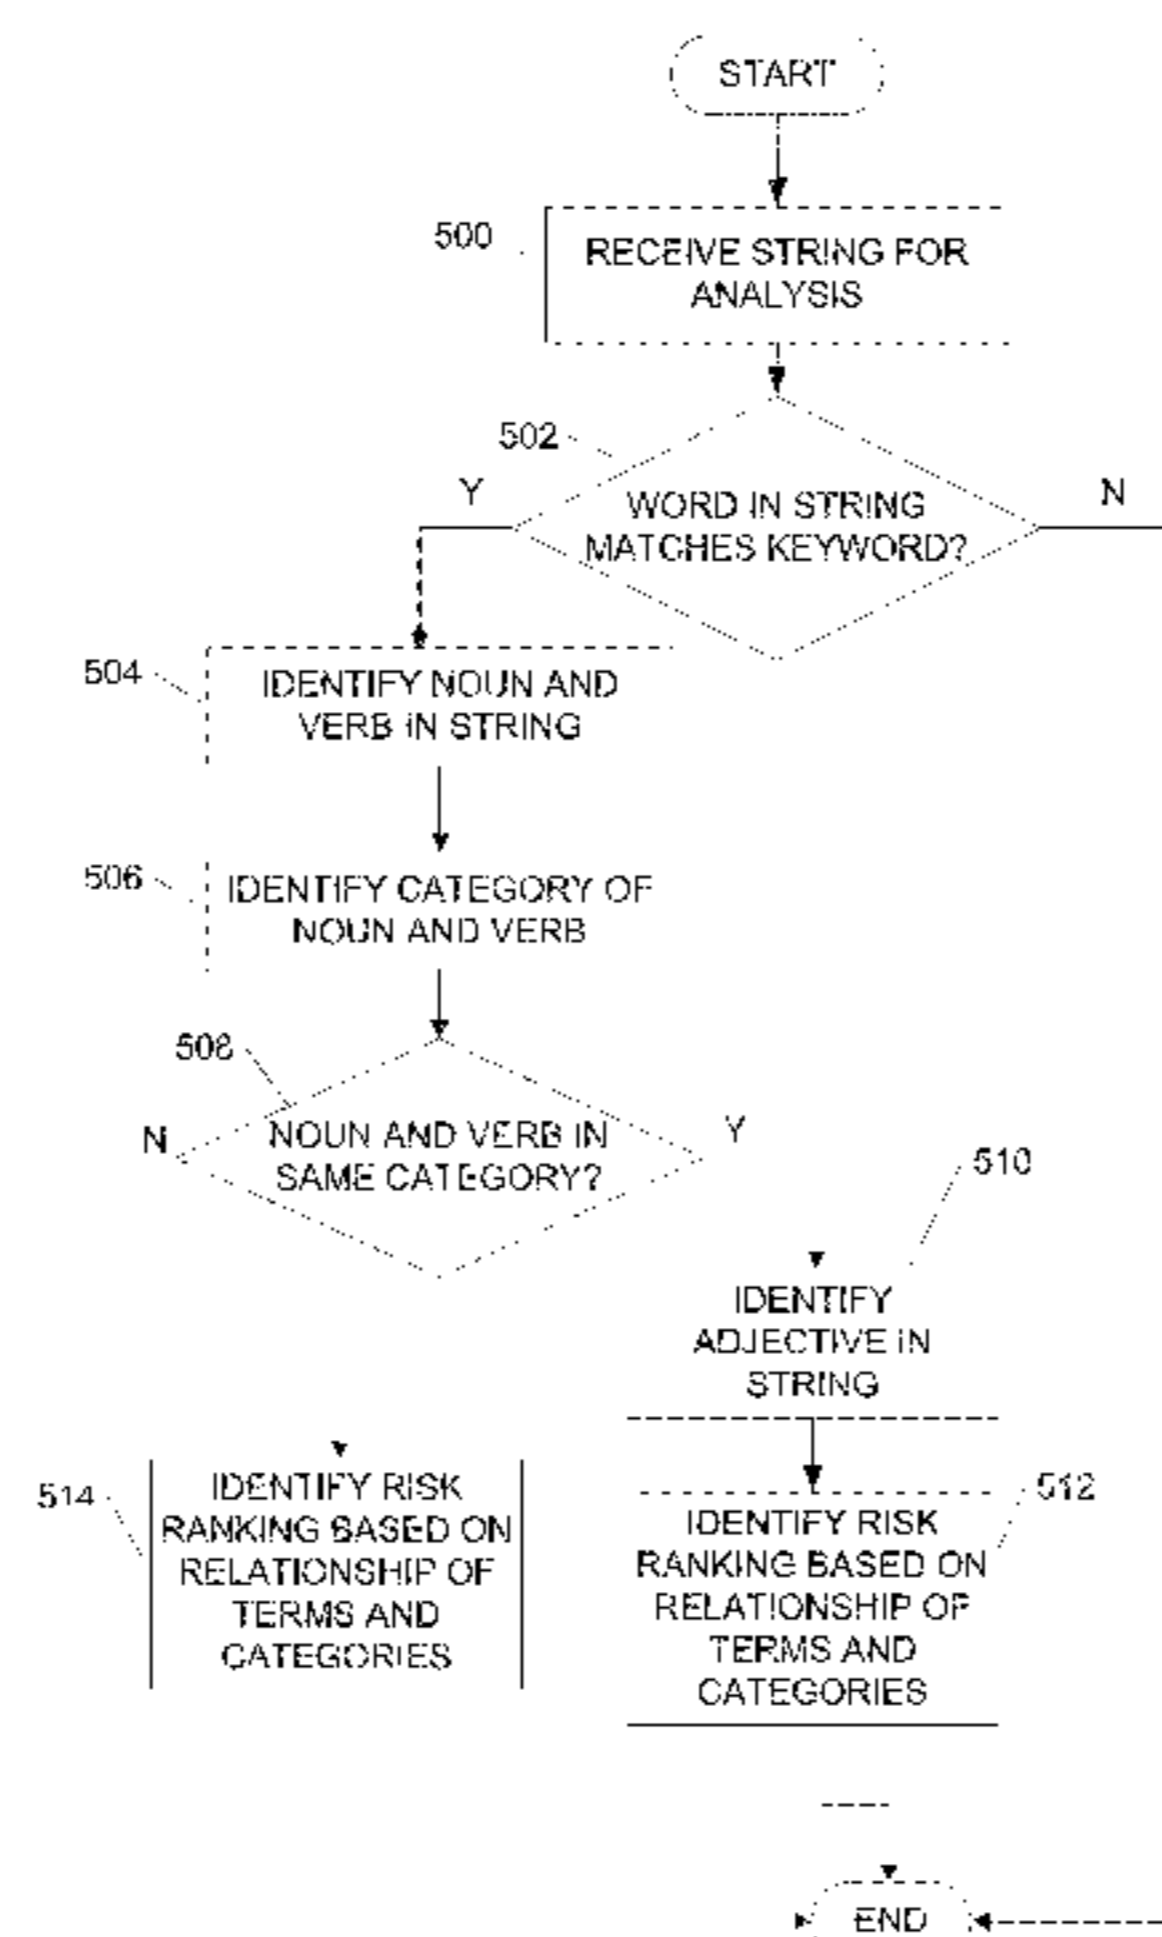 START
500
RECEIVE STRING FOR
ANALYSIS
502
Y
N
WORD IN STRING
MATCHES KEYWORD?
504
IDENTIFY NOUN AND
VERB IN STRING
506
IDENTIFY CATEGORY OF
NOUN AND VERB
508
N
Y
NOUN AND VERB IN
SAME CATEGORY?
510
IDENTIFY
ADJECTIVE IN
STRING
514
IDENTIFY RISK
RANKING BASED ON
RELATIONSHIP OF
TERMS AND
CATEGORIES
512
IDENTIFY RISK
RANKING BASED ON
RELATIONSHIP OF
TERMS AND
CATEGORIES
END